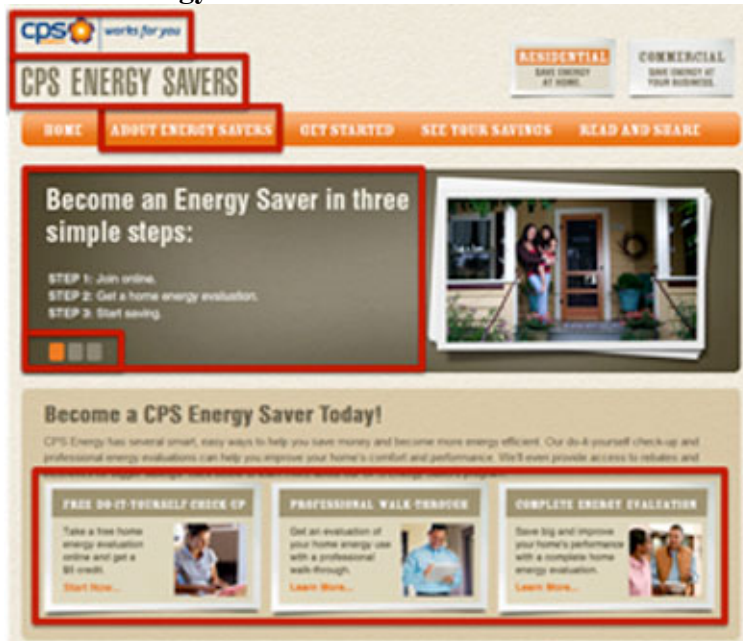 cps works for you
CPS ENERGY SAVERS
RESIDENTIAL
SAVE ENERGY
AT HOME.
COMMERCIAL
SAVE ENERGY AT
YOUR BUSINESS.
HOME ABOUT ENERGY SAVERS GET STARTED SEE YOUR SAVINGS READ AND SHARE
Become an Energy Saver in three
simple steps:
STEP 1: Join online.
STEP 2: Get a home energy evaluation.
STEP 3: Start saving.
Become a CPS Energy Saver Today!
CPS Energy has several smart, easy ways to help you save money and become more energy efficient. Our do-it-yourself check-up and
professional energy evaluations can help you improve your home's comfort and performance. We'll even provide access to rebates and
FREE DO-IT-YOURSELF CHECK UP
Take a free home
energy evaluation
online and get a
$5 credit.
Start Now...
PROFESSIONAL WALK-THROUGH
Get an evaluation of
your home energy use
with a professional
walk-through.
Learn More...
COMPLETE ENERGY EVALUATION
Save big and improve
your home's performance
with a complete home
energy evaluation.
Learn More...